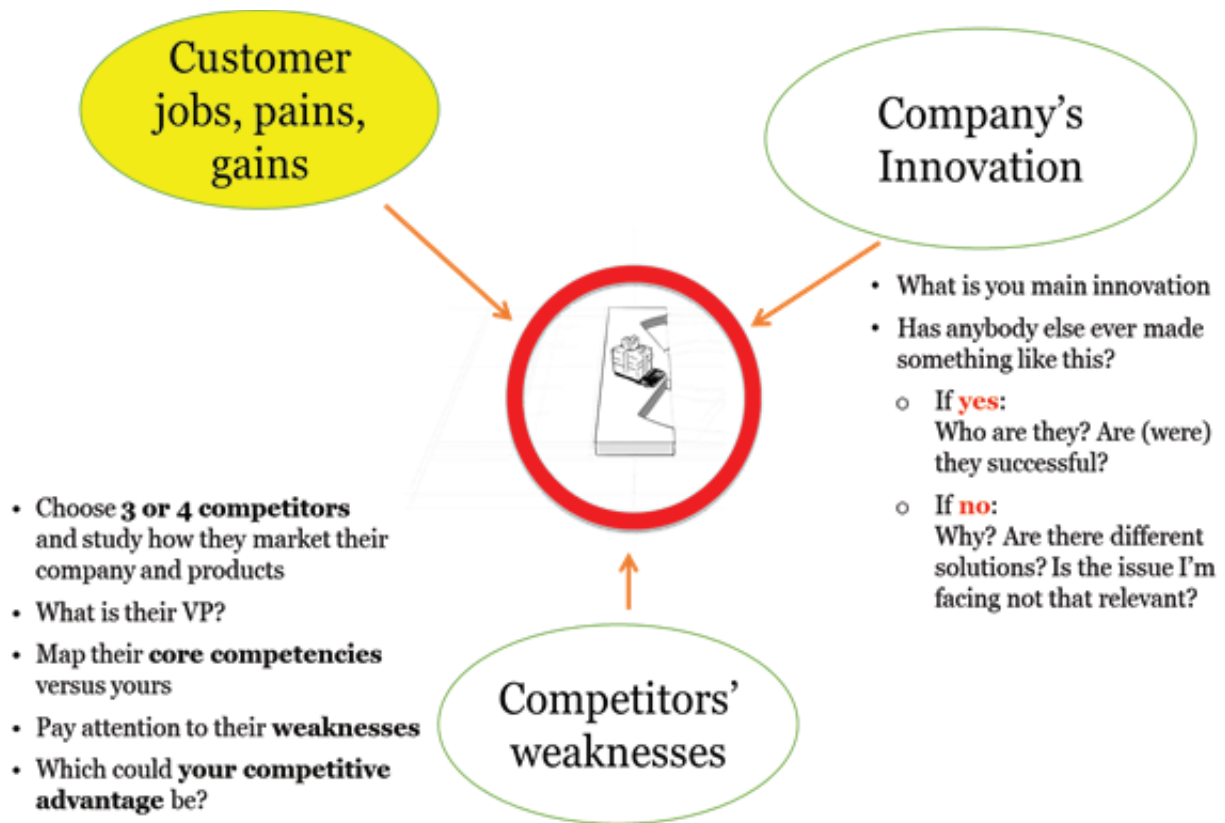 Customer
jobs, pains,
gains
Company’s
Innovation
• What is you main innovation
• Has anybody else ever made
something like this?
o If yes:
Who are they? Are (were)
they successful?
o If no:
Why? Are there different
solutions? Is the issue I’m
facing not that relevant?
• Choose 3 or 4 competitors
and study how they market their
company and products
• What is their VP?
• Map their core competencies
versus yours
• Pay attention to their weaknesses
• Which could your competitive
advantage be?
Competitors’
weaknesses